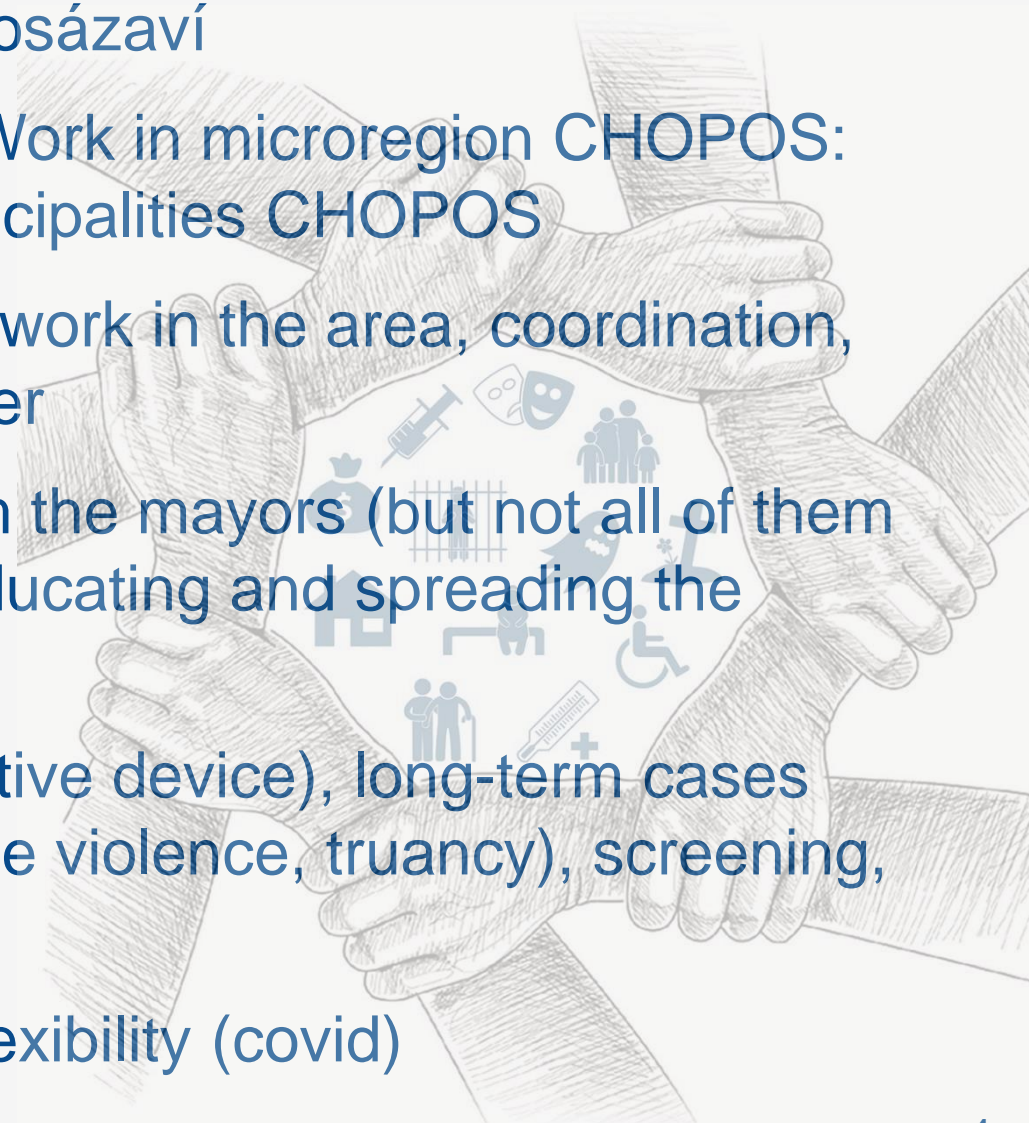 osázaví
Work in microregion CHOPOS:
cipalities CHOPOS
work in the area, coordination,
er
n the mayors (but not all of them
lucating and spreading the
tive device), long-term cases
e violence, truancy), screening,
exibility (covid)